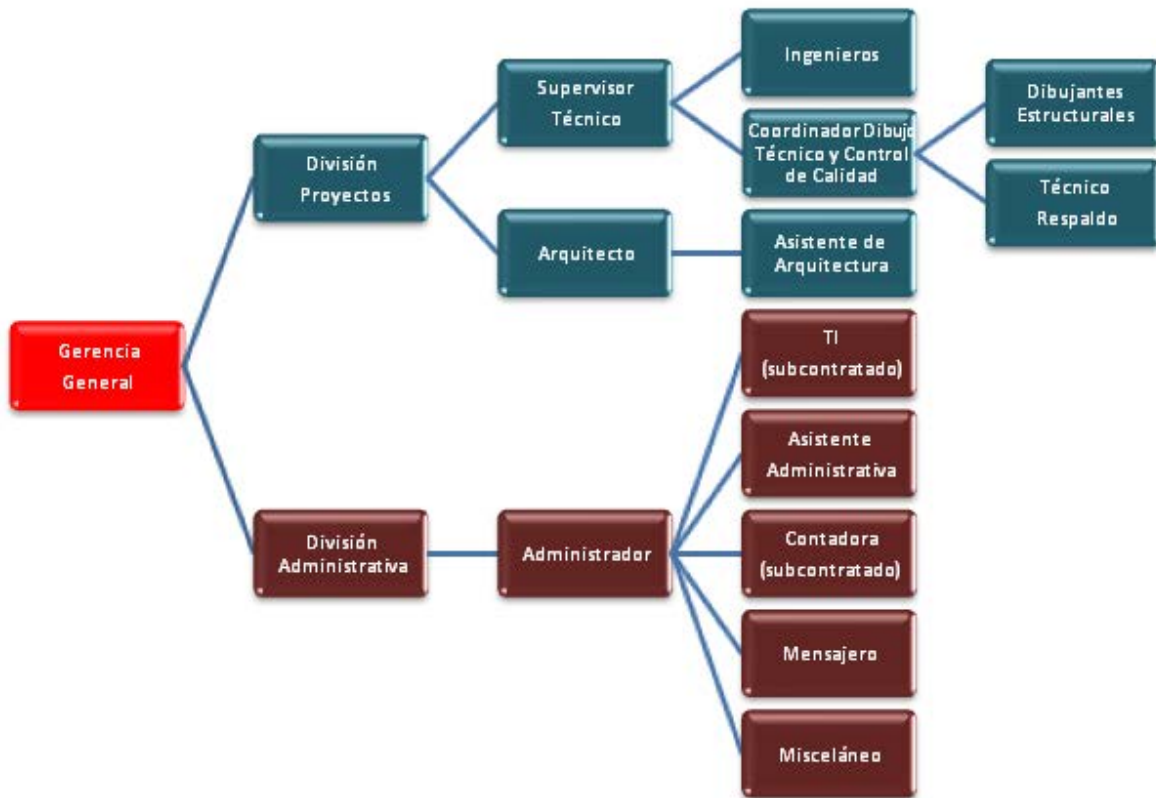 Gerencia
General
División
Proyectos
Supervisor
Técnico
Ingenieros
Coordinador Dibujo
Técnico y Control
de Calidad
Dibujantes
Estructurales
Técnico
Respaldo
Arquitecto
Asistente de
Arquitectura
División
Administrativa
Administrador
TI
(subcontratado)
Asistente
Administrativa
Contadora
(subcontratado)
Mensajero
Misceláneo